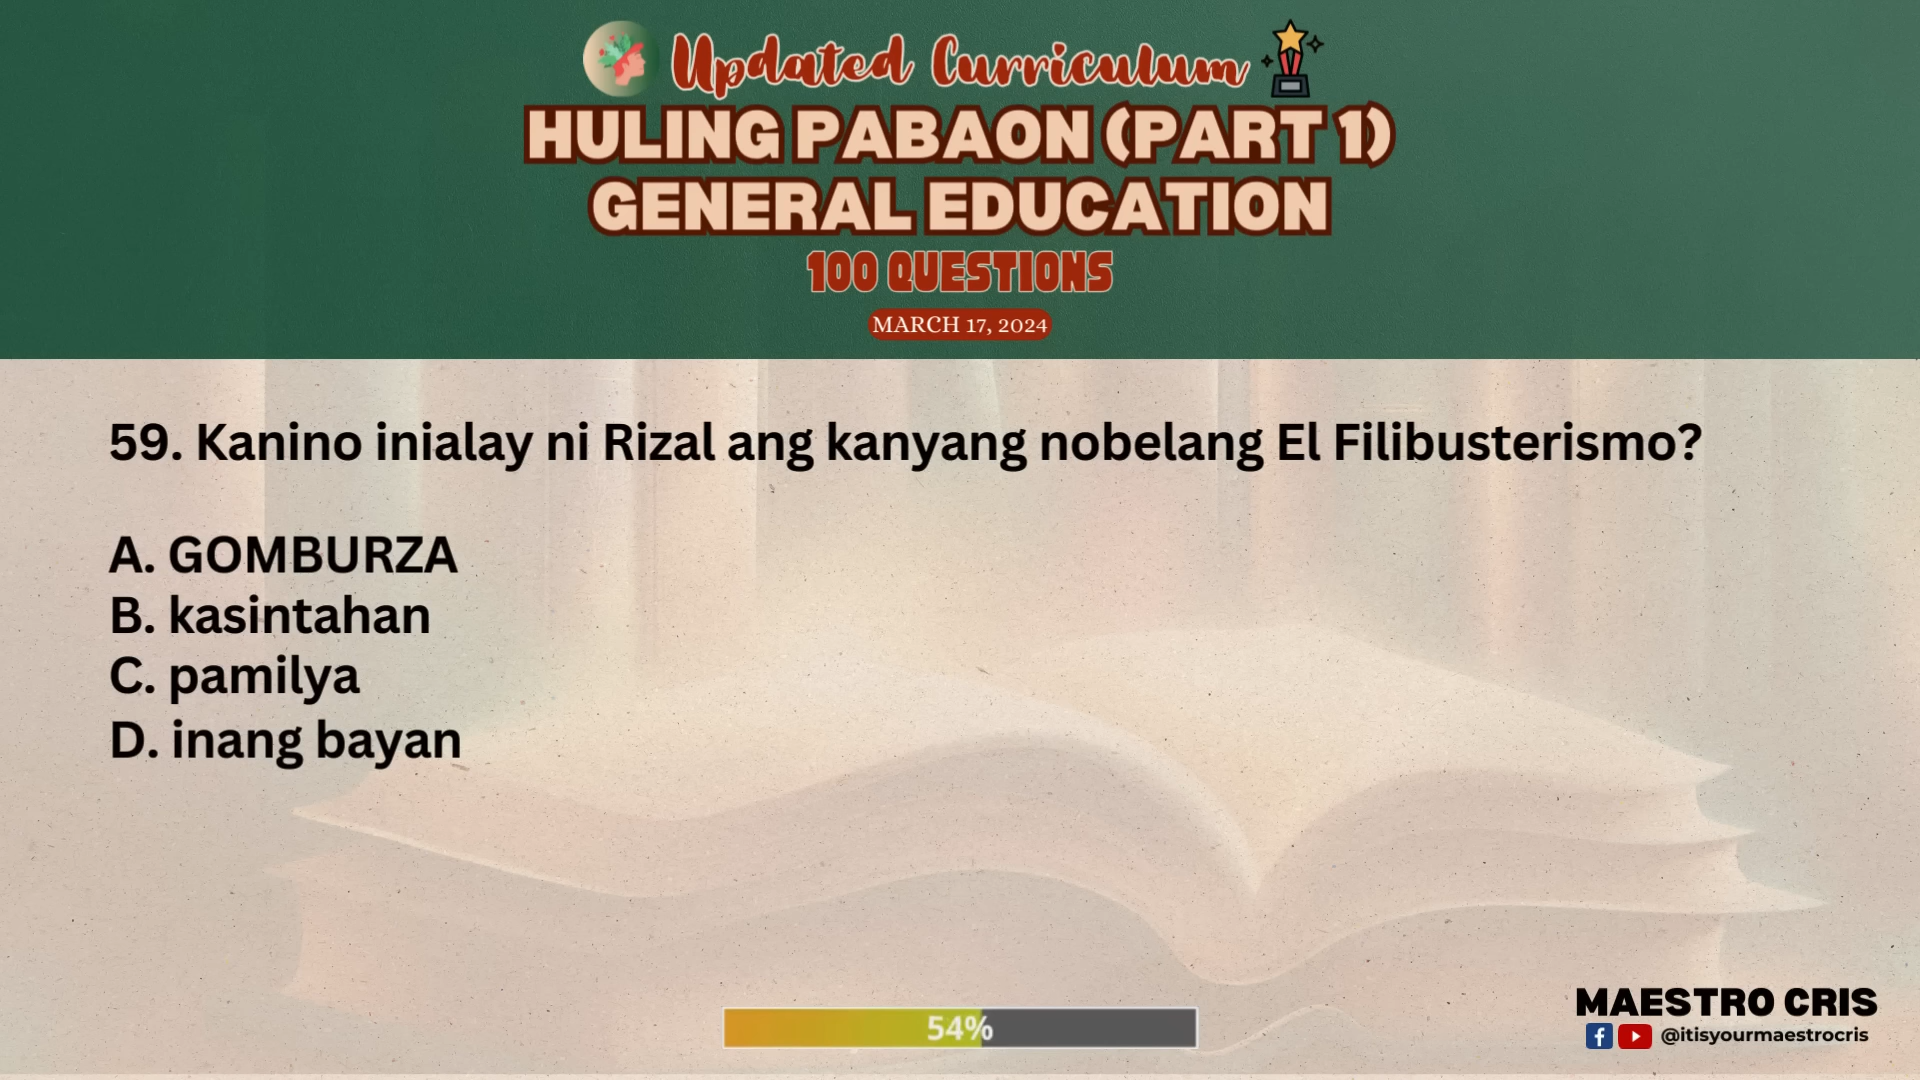 Updated Curriculum
HULING PABAON (PART 1)
GENERAL EDUCATION
100 QUESTIONS
MARCH 17, 2024
59. Kanino inialay ni Rizal ang kanyang nobelang El Filibusterismo?
A. GOMBURZA
B. kasintahan
C. pamilya
D. inang bayan
54%
MAESTRO CRIS
@itisyourmaestrocris